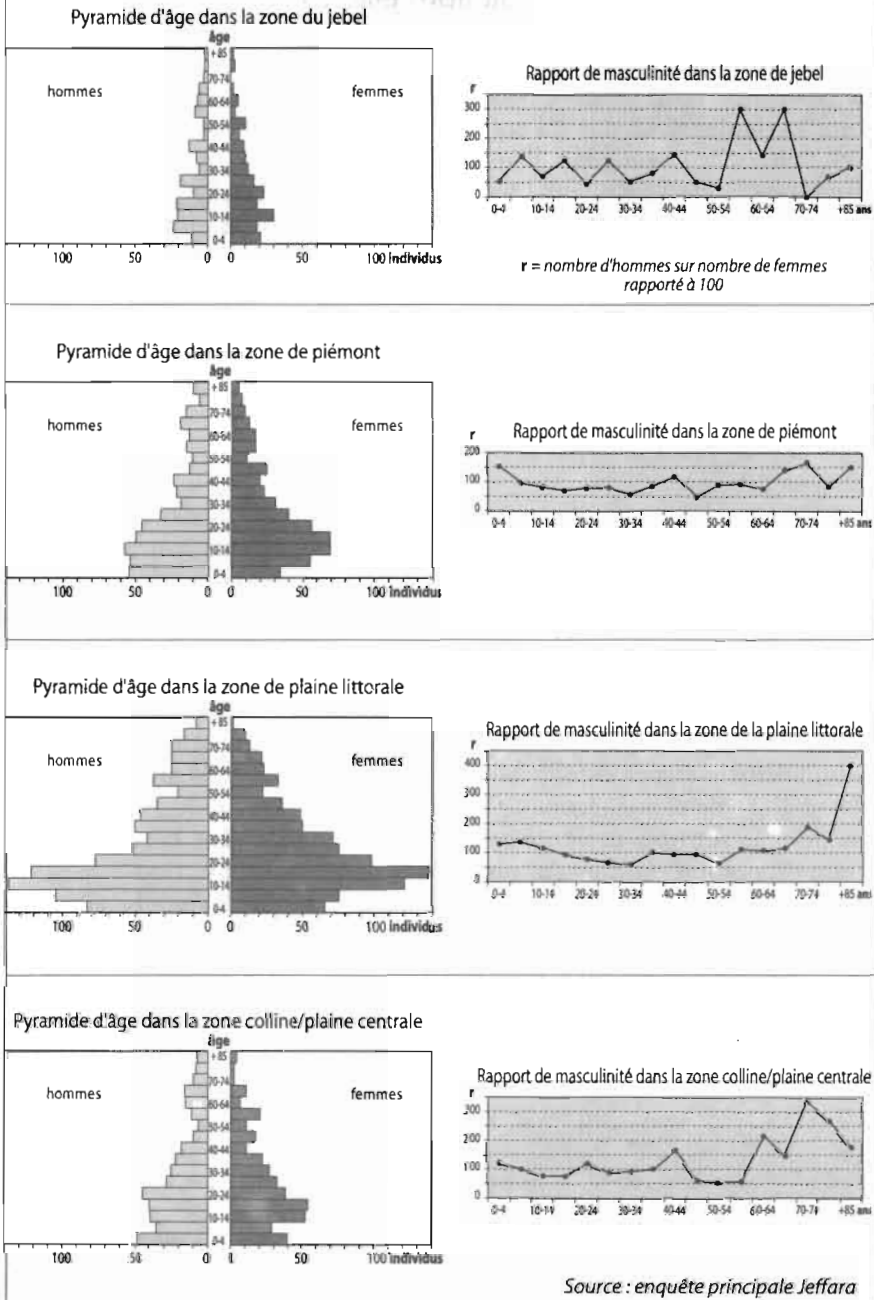 Pyramide d'âge dans la zone du jebel
âge
hommes
femmes
+ 85
70-74
60-64
50-54
40-44
30-34
20-24
10-14
0-4
100 50 0 0 50 100 individus
Rapport de masculinité dans la zone de jebel
r
300
200
100
0
0-4 10-14 20-24 30-34 40-44 50-54 60-64 70-74 +85 ans
r = nombre d'hommes sur nombre de femmes
rapporté à 100
Pyramide d'âge dans la zone de piémont
âge
hommes
femmes
+ 85
70-74
60-64
50-54
40-44
30-34
20-24
10-14
0-4
100 50 0 0 50 100 individus
Rapport de masculinité dans la zone de piémont
r
200
100
0
0-4 10-14 20-24 30-34 40-44 50-54 60-64 70-74 +85 ans
Pyramide d'âge dans la zone de plaine littorale
âge
hommes
femmes
+ 85
70-74
60-64
50-54
40-44
30-34
20-24
10-14
0-4
100 50 0 0 50 100 individus
Rapport de masculinité dans la zone de la plaine littorale
r
400
300
200
100
0
0-4 10-14 20-24 30-34 40-44 50-54 60-64 70-74 +85 ans
Pyramide d'âge dans la zone colline/plaine centrale
âge
hommes
femmes
+ 85
70-74
60-64
50-54
40-44
30-34
20-24
10-14
0-4
100 50 0 0 50 100 individus
Rapport de masculinité dans la zone colline/plaine centrale
r
300
200
100
0
0-4 10-14 20-24 30-34 40-44 50-54 60-64 70-74 +85 ans
Source : enquête principale Jeffara